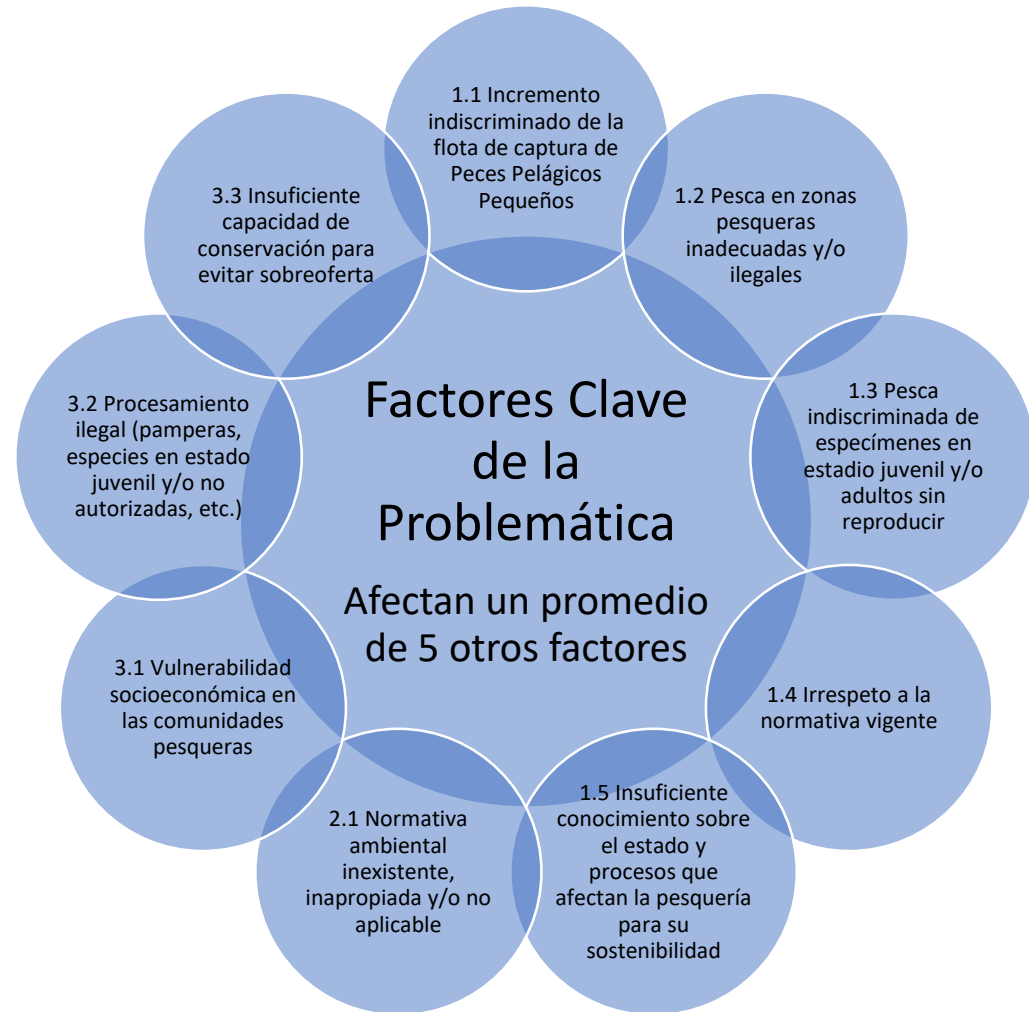 1.1 Incremento
indiscriminado de la
flota de captura de
Peces Pelágicos
Pequeños
1.2 Pesca en zonas
pesqueras
inadecuadas y/o
ilegales
1.3 Pesca
indiscriminada de
especímenes en
estadio juvenil y/o
adultos sin
reproducir
1.4 Irrespeto a la
normativa vigente
1.5 Insuficiente
conocimiento sobre
el estado y
procesos que
afectan la pesquería
para su
sostenibilidad
2.1 Normativa
ambiental
inexistente,
inapropiada y/o no
aplicable
3.1 Vulnerabilidad
socioeconómica en
las comunidades
pesqueras
3.2 Procesamiento
ilegal (pamperas,
especies en estado
juvenil y/o no
autorizadas, etc.)
3.3 Insuficiente
capacidad de
conservación para
evitar sobreoferta
Factores Clave
de la
Problemática
Afectan un promedio
de 5 otros factores